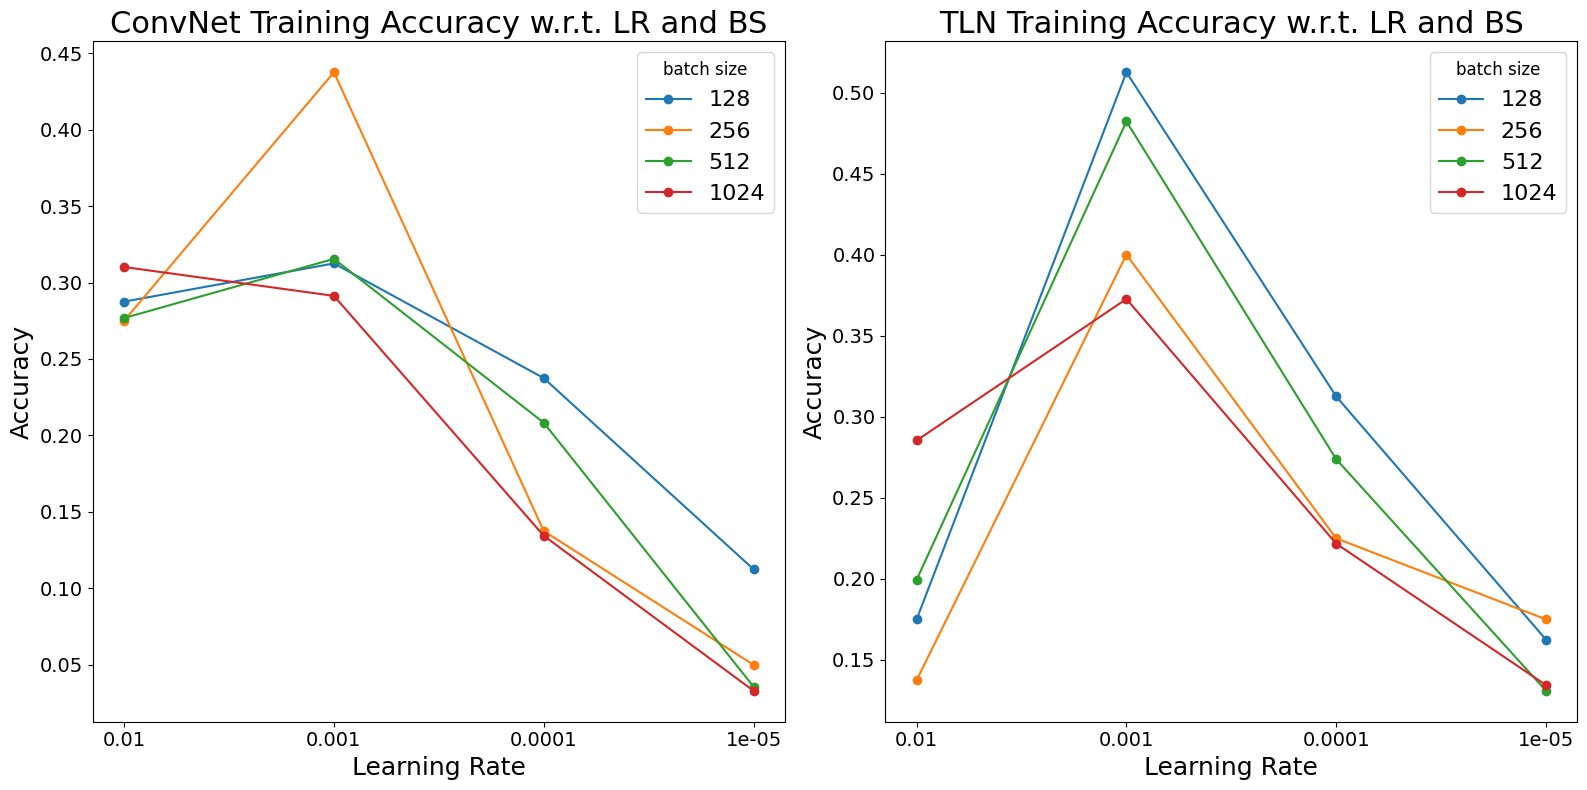 ConvNet Training Accuracy w.r.t. LR and BS
Accuracy
0.45
0.40
0.35
0.30
0.25
0.20
0.15
0.10
0.05
batch size
128
256
512
1024
0.01 0.001 0.0001 1e-05
Learning Rate
TLN Training Accuracy w.r.t. LR and BS
Accuracy
0.50
0.45
0.40
0.35
0.30
0.25
0.20
0.15
batch size
128
256
512
1024
0.01 0.001 0.0001 1e-05
Learning Rate